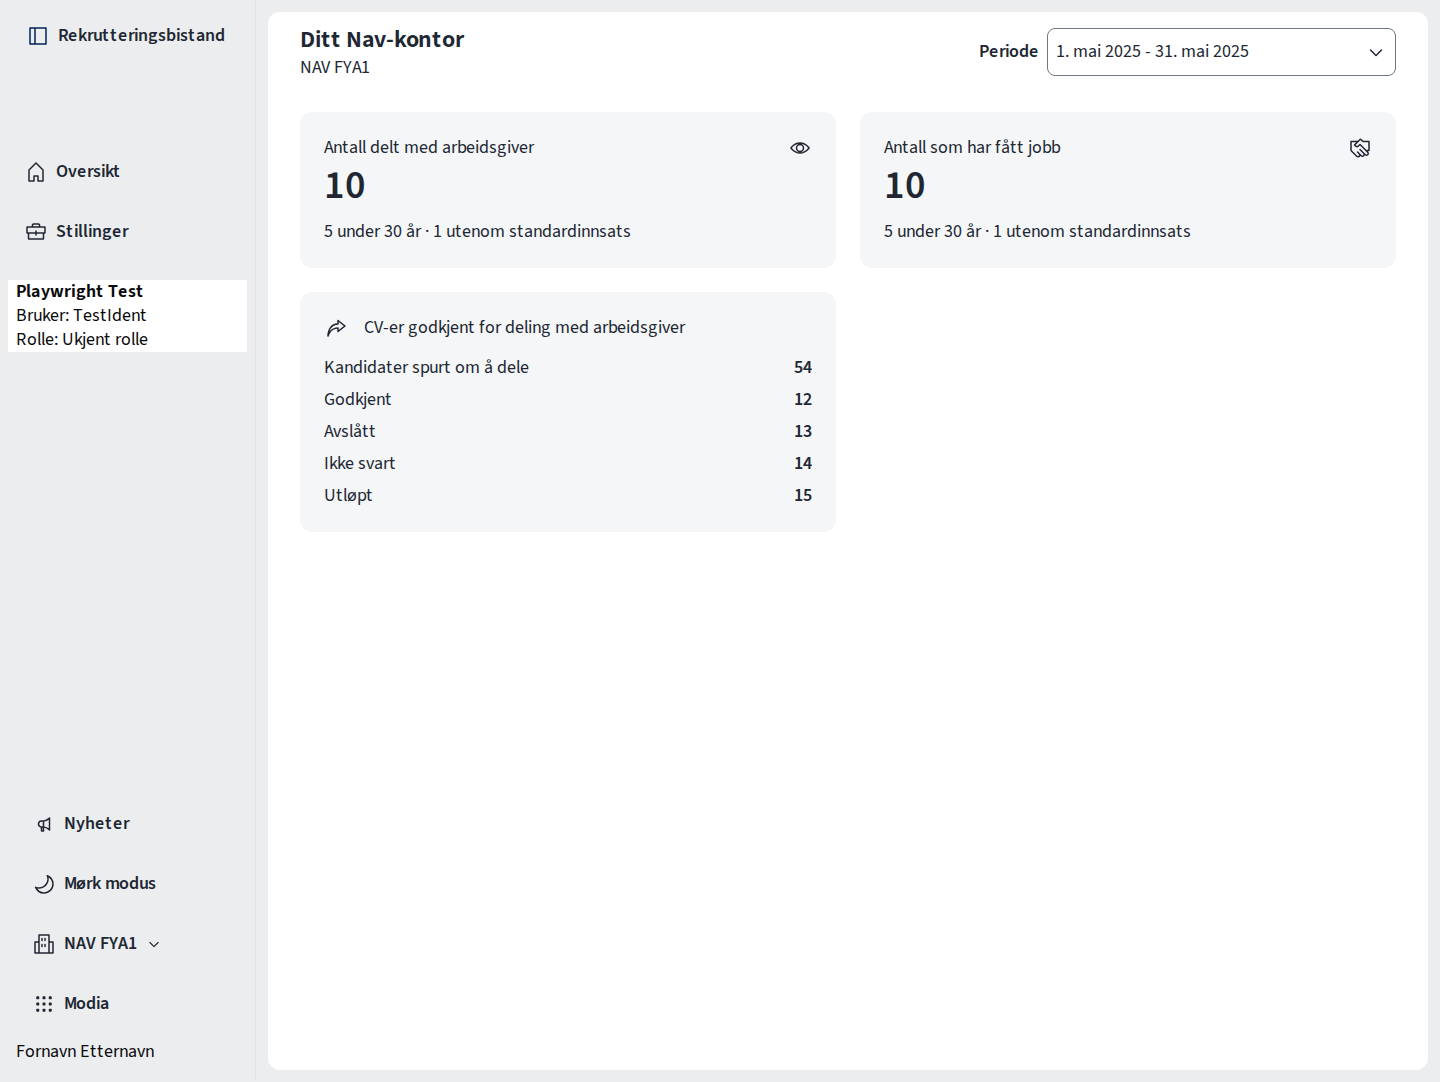 Rekrutteringsbistand
Oversikt
Stillinger
Playwright Test
Bruker: TestIdent
Rolle: Ukjent rolle
Nyheter
Mørk modus
NAV FYA1
Modia
Fornavn Etternavn
Ditt Nav-kontor
NAV FYA1
Periode
1. mai 2025 - 31. mai 2025
Antall delt med arbeidsgiver
10
5 under 30 år · 1 utenom standardinnsats
Antall som har fått jobb
10
5 under 30 år · 1 utenom standardinnsats
CV-er godkjent for deling med arbeidsgiver
Kandidater spurt om å dele 54
Godkjent 12
Avslått 13
Ikke svart 14
Utløpt 15